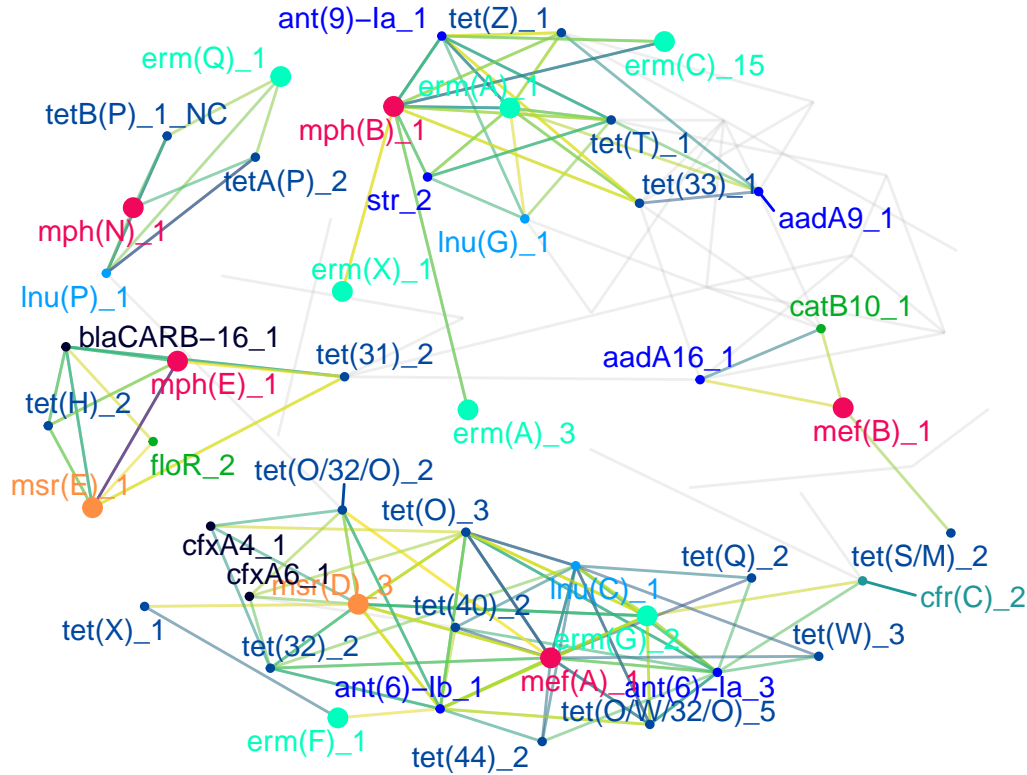 ant(9)−Ia_1
tet(Z)_1
erm(Q)_1
erm(C)_15
erm(A)_1
tetB(P)_1_NC
mph(B)_1
tet(T)_1
tetA(P)_2
tet(33)_1
str_2
aadA9_1
mph(N)_1
lnu(G)_1
erm(X)_1
lnu(P)_1
catB10_1
blaCARB−16_1
tet(31)_2
aadA16_1
mph(E)_1
tet(H)_2
erm(A)_3
mef(B)_1
floR_2
tet(O/32/O)_2
msr(E)_1
tet(O)_3
cfxA4_1
tet(Q)_2
tet(S/M)_2
cfxA6_1
msr(D)_3
lnu(C)_1
cfr(C)_2
tet(40)_2
tet(X)_1
tet(32)_2
erm(G)_2
tet(W)_3
ant(6)−Ib_1
mef(A)_1
ant(6)−Ia_3
tet(O/W/32/O)_5
erm(F)_1
tet(44)_2